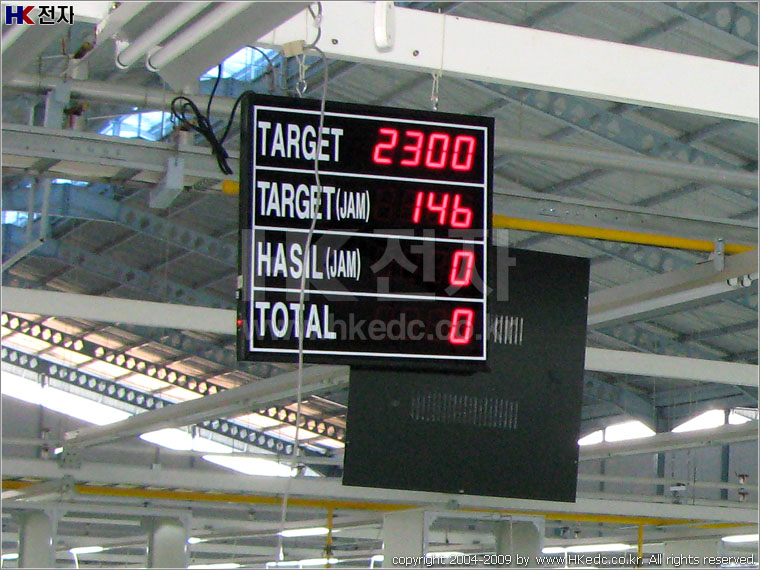 HK전자
TARGET 2300
TARGET(JAM) 146
HASIL(JAM) 0
TOTAL 0
HK전자
www.hkedc.co.kr
copyright 2004-2009 by www.HKedc.co.kr. All rights reserved.